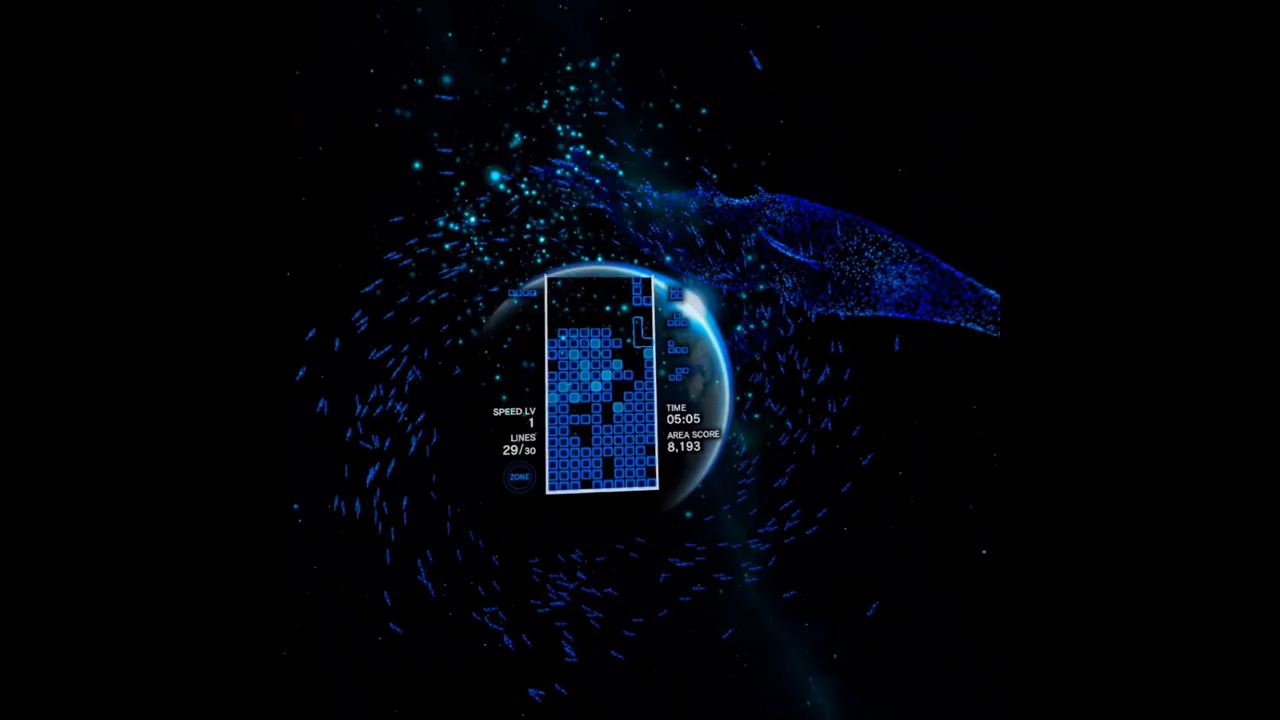 SPEED LV
1
LINES
29/30
ZONE
TIME
05:05
AREA SCORE
8,193